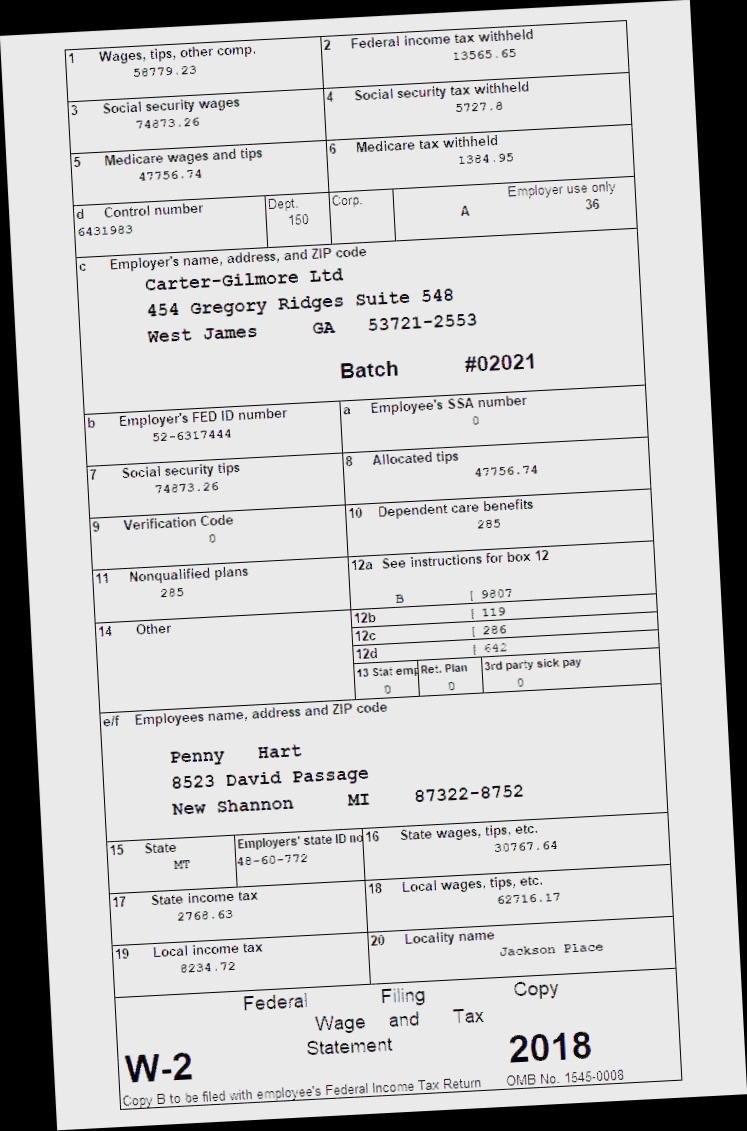 1 Wages, tips, other comp. 2 Federal income tax withheld
58779.23 13565.65
3 Social security wages 4 Social security tax withheld
74873.26 5727.8
5 Medicare wages and tips 6 Medicare tax withheld
47756.74 1384.95
d Control number Dept. Corp. Employer use only
6431983 150 A 36
c Employer's name, address, and ZIP code
Carter-Gilmore Ltd
454 Gregory Ridges Suite 548
West James GA 53721-2553
Batch #02021
b Employer's FED ID number a Employee's SSA number
52-6317444 0
7 Social security tips 8 Allocated tips
74873.26 47756.74
9 Verification Code 10 Dependent care benefits
0 285
11 Nonqualified plans 12a See instructions for box 12
285 B [ 9807
14 Other 12b [ 119
12c [ 286
12d [ 642
13 Stat emp Ret. Plan 3rd party sick pay
0 0 0
e/f Employees name, address and ZIP code
Penny Hart
8523 David Passage
New Shannon MI 87322-8752
15 State Employers' state ID no 16 State wages, tips, etc.
MT 48-60-772 30767.64
17 State income tax 18 Local wages, tips, etc.
2768.63 62716.17
19 Local income tax 20 Locality name
8234.72 Jackson Place
Federal Filing Copy
Wage and Tax
Statement
W-2 2018
Copy B to be filed with employee's Federal Income Tax Return OMB No. 1545-0008